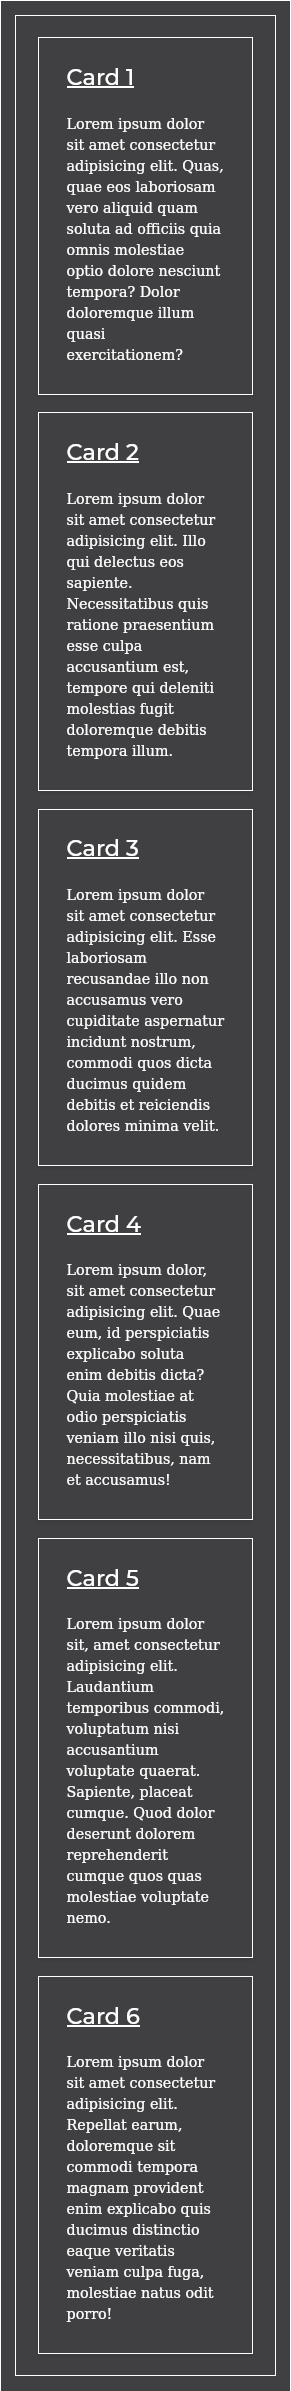 Card 1
Lorem ipsum dolor
sit amet consectetur
adipisicing elit. Quas,
quae eos laboriosam
vero aliquid quam
soluta ad officiis quia
omnis molestiae
optio dolore nesciunt
tempora? Dolor
doloremque illum
quasi
exercitationem?
Card 2
Lorem ipsum dolor
sit amet consectetur
adipisicing elit. Illo
qui delectus eos
sapiente.
Necessitatibus quis
ratione praesentium
esse culpa
accusantium est,
tempore qui deleniti
molestias fugit
doloremque debitis
tempora illum.
Card 3
Lorem ipsum dolor
sit amet consectetur
adipisicing elit. Esse
laboriosam
recusandae illo non
accusamus vero
cupiditate aspernatur
incidunt nostrum,
commodi quos dicta
ducimus quidem
debitis et reiciendis
dolores minima velit.
Card 4
Lorem ipsum dolor,
sit amet consectetur
adipisicing elit. Quae
eum, id perspiciatis
explicabo soluta
enim debitis dicta?
Quia molestiae at
odio perspiciatis
veniam illo nisi quis,
necessitatibus, nam
et accusamus!
Card 5
Lorem ipsum dolor
sit, amet consectetur
adipisicing elit.
Laudantium
temporibus commodi,
voluptatum nisi
accusantium
voluptate quaerat.
Sapiente, placeat
cumque. Quod dolor
deserunt dolorem
reprehenderit
cumque quos quas
molestiae voluptate
nemo.
Card 6
Lorem ipsum dolor
sit amet consectetur
adipisicing elit.
Repellat earum,
doloremque sit
commodi tempora
magnam provident
enim explicabo quis
ducimus distinctio
eaque veritatis
veniam culpa fuga,
molestiae natus odit
porro!